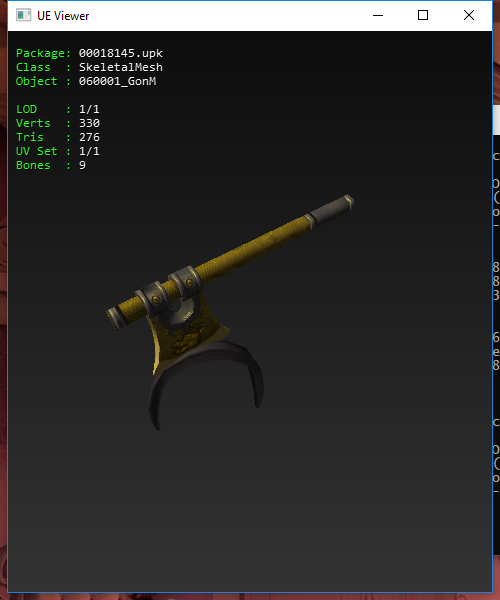 UE Viewer
Package: 00018145.upk
Class : SkeletalMesh
Object : 060001_GonM
LOD : 1/1
Verts : 330
Tris : 276
UV Set : 1/1
Bones : 9